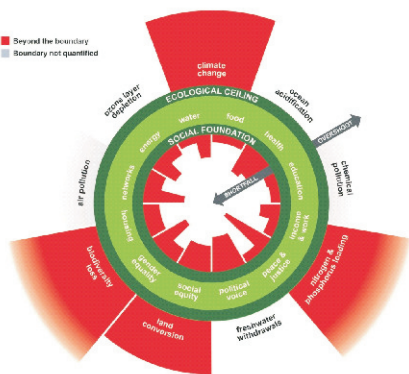 Beyond the boundary
Boundary not quantified
climate
change
ozone layer
depletion
ocean
acidification
ECOLOGICAL CEILING
OVERSHOOT
water
food
energy
health
SOCIAL FOUNDATION
SHORTFALL
air pollution
chemical
pollution
networks
education
housing
income
& work
gender
equality
peace &
justice
social
equity
political
voice
biodiversity
loss
nitrogen &
phosphorus loading
land
conversion
freshwater
withdrawals